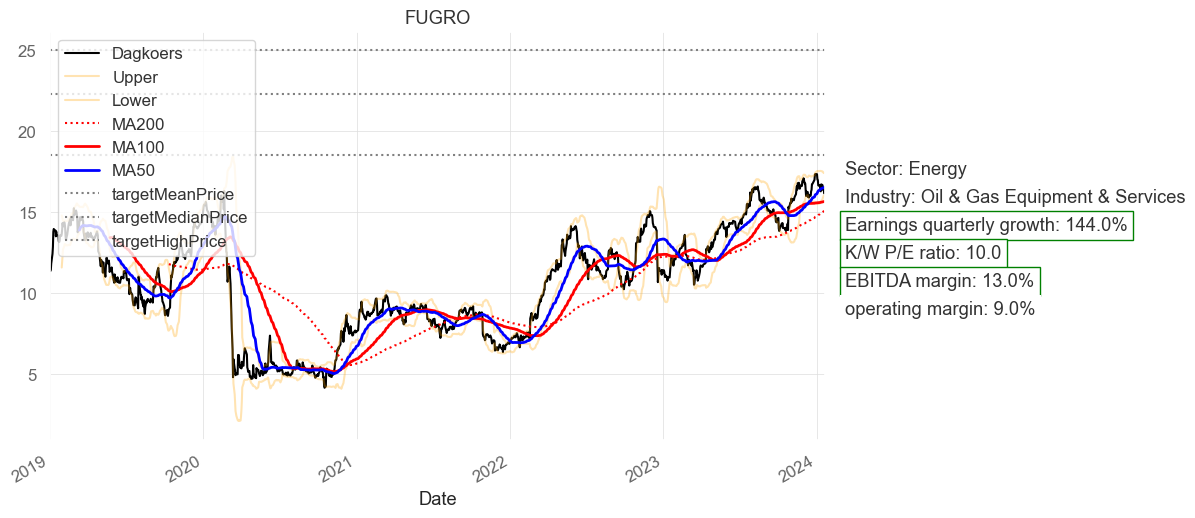 FUGRO
25
20
15
10
5
Dagkoers
Upper
Lower
MA200
MA100
MA50
targetMeanPrice
targetMedianPrice
targetHighPrice
Sector: Energy
Industry: Oil & Gas Equipment & Services
Earnings quarterly growth: 144.0%
K/W P/E ratio: 10.0
EBITDA margin: 13.0%
operating margin: 9.0%
2019
2020
2021
2022
2023
2024
Date